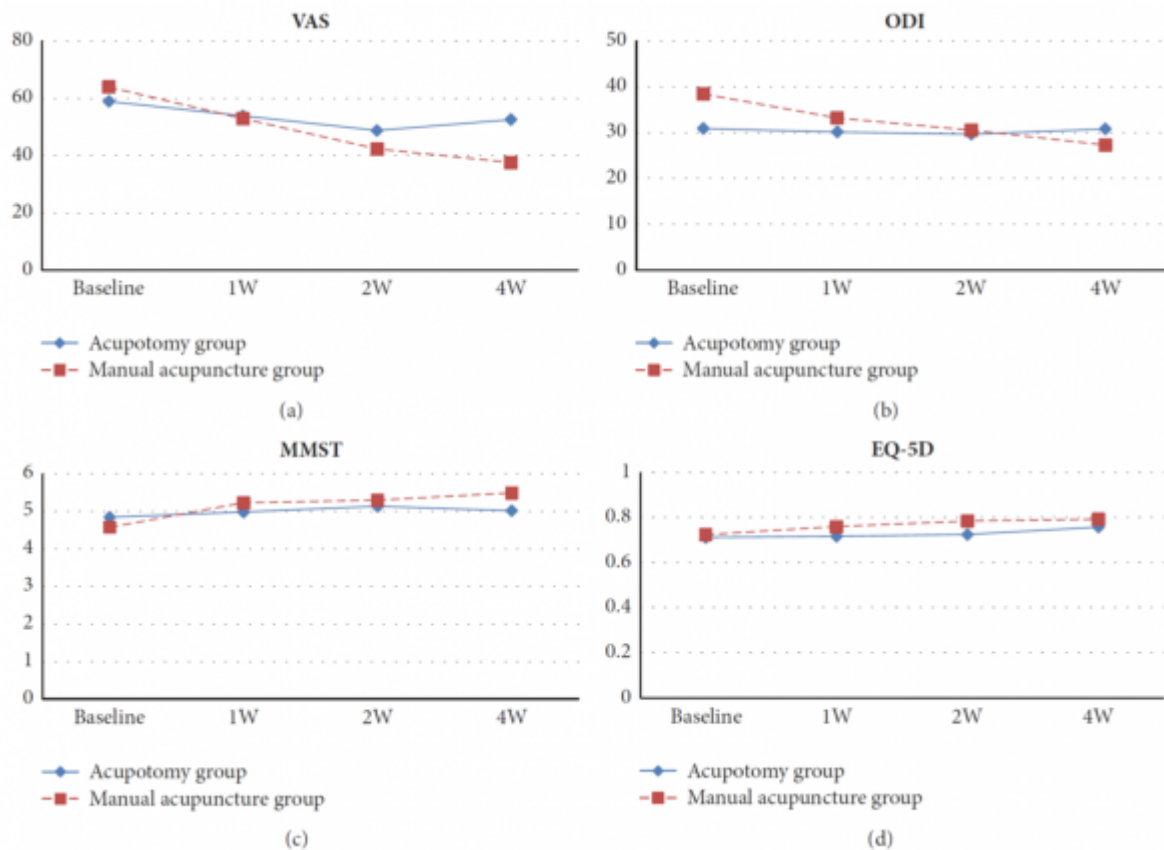 VAS
80
60
40
20
0
Baseline 1W 2W 4W
Acupotomy group
Manual acupuncture group
(a)
ODI
50
40
30
20
10
0
Baseline 1W 2W 4W
Acupotomy group
Manual acupuncture group
(b)
MMST
6
5
4
3
2
1
0
Baseline 1W 2W 4W
Acupotomy group
Manual acupuncture group
(c)
EQ-5D
1
0.8
0.6
0.4
0.2
0
Baseline 1W 2W 4W
Acupotomy group
Manual acupuncture group
(d)